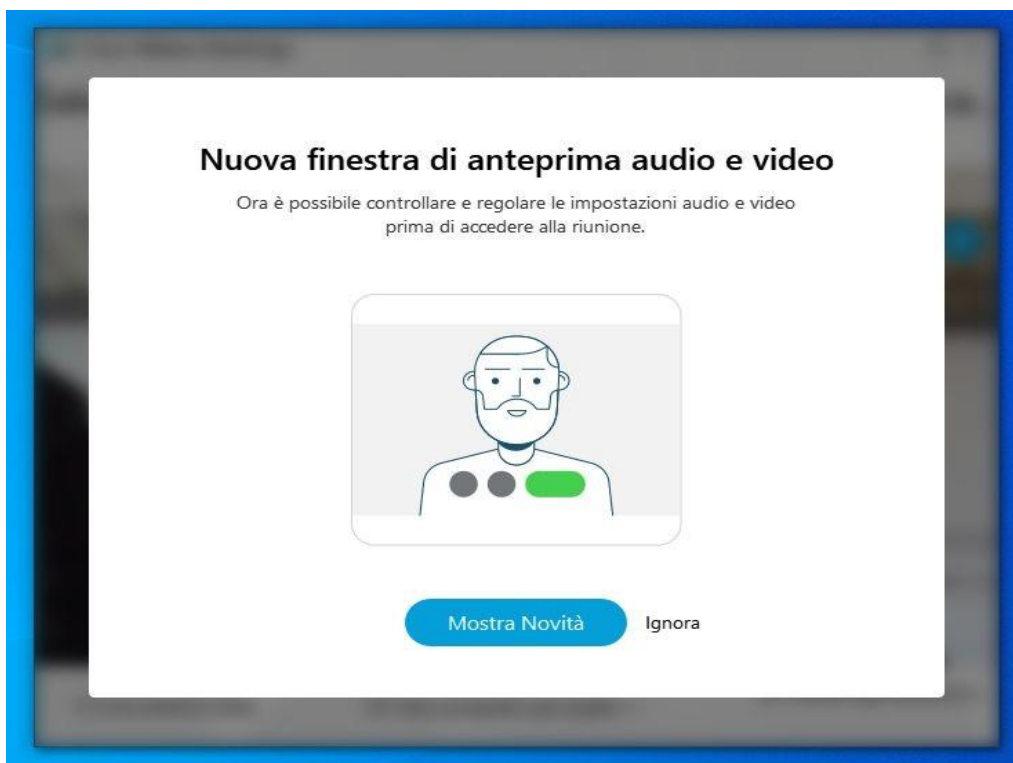 Nuova finestra di anteprima audio e video
Ora è possibile controllare e regolare le impostazioni audio e video
prima di accedere alla riunione.
Mostra Novità
Ignora